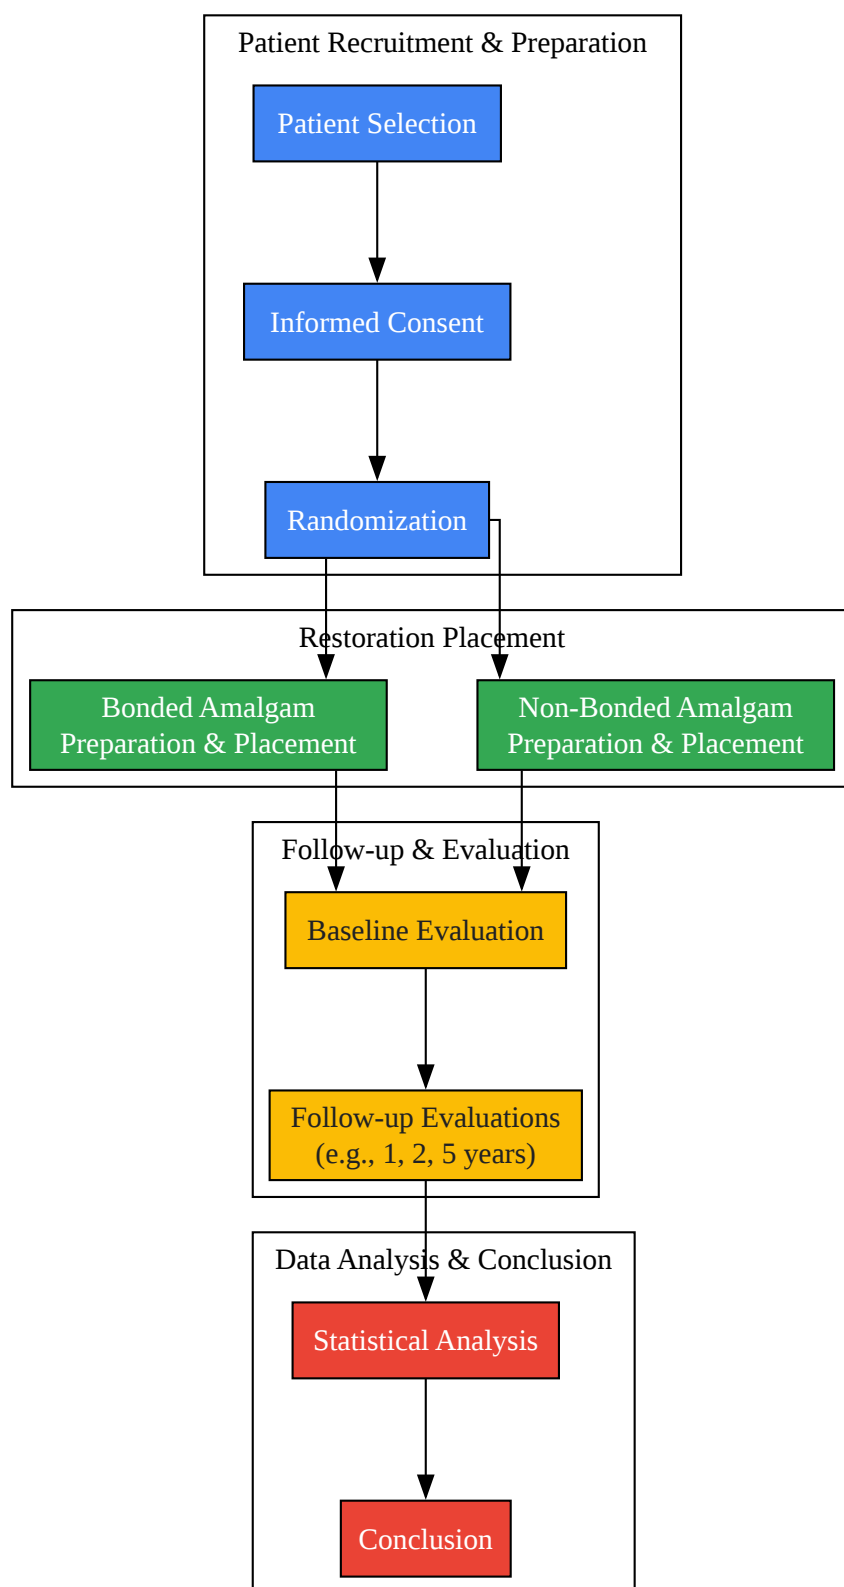 Patient Recruitment & Preparation
Patient Selection
Informed Consent
Randomization
Restoration Placement
Bonded Amalgam
Preparation & Placement
Non-Bonded Amalgam
Preparation & Placement
Follow-up & Evaluation
Baseline Evaluation
Follow-up Evaluations
(e.g., 1, 2, 5 years)
Data Analysis & Conclusion
Statistical Analysis
Conclusion